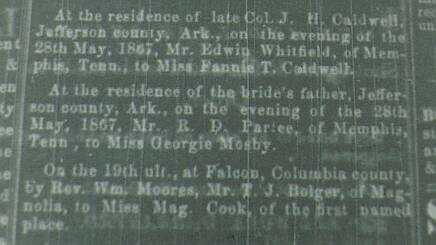 At the residence of late Col. J. H. Caldwell,
Jefferson county, Ark., on the evening of the
28th May, 1867, Mr. Edwin Whitfield, of Mem-
phis, Tenn., to Miss Fannie T. Caldwell.
At the residence of the bride's father, Jeffer-
son county, Ark., on the evening of the 28th
May, 1867, Mr. R. D. Partee, of Memphis,
Tenn, to Miss Georgie Mosby.
On the 19th ult., at Falcon, Columbia county,
by Rev. Wm. Moores, Mr. T. J. Bolger, of Mag-
nolia, to Miss Mag. Cook, of the first named
place.